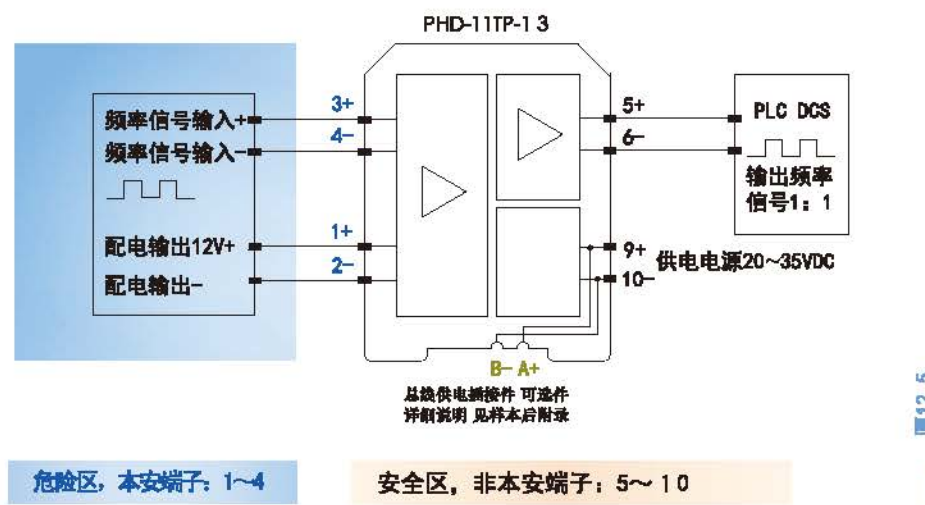 PHD-11TP-13
频率信号输入+
频率信号输入-
配电输出12V+
配电输出-
3+
4-
1+
2-
5+
6-
9+
10-
供电电源20~35VDC
PLC DCS
输出频率
信号1：1
B- A+
总线供电插接件 可选件
详细说明 见样本后附录
危险区，本安端子：1~4
安全区，非本安端子：5~10